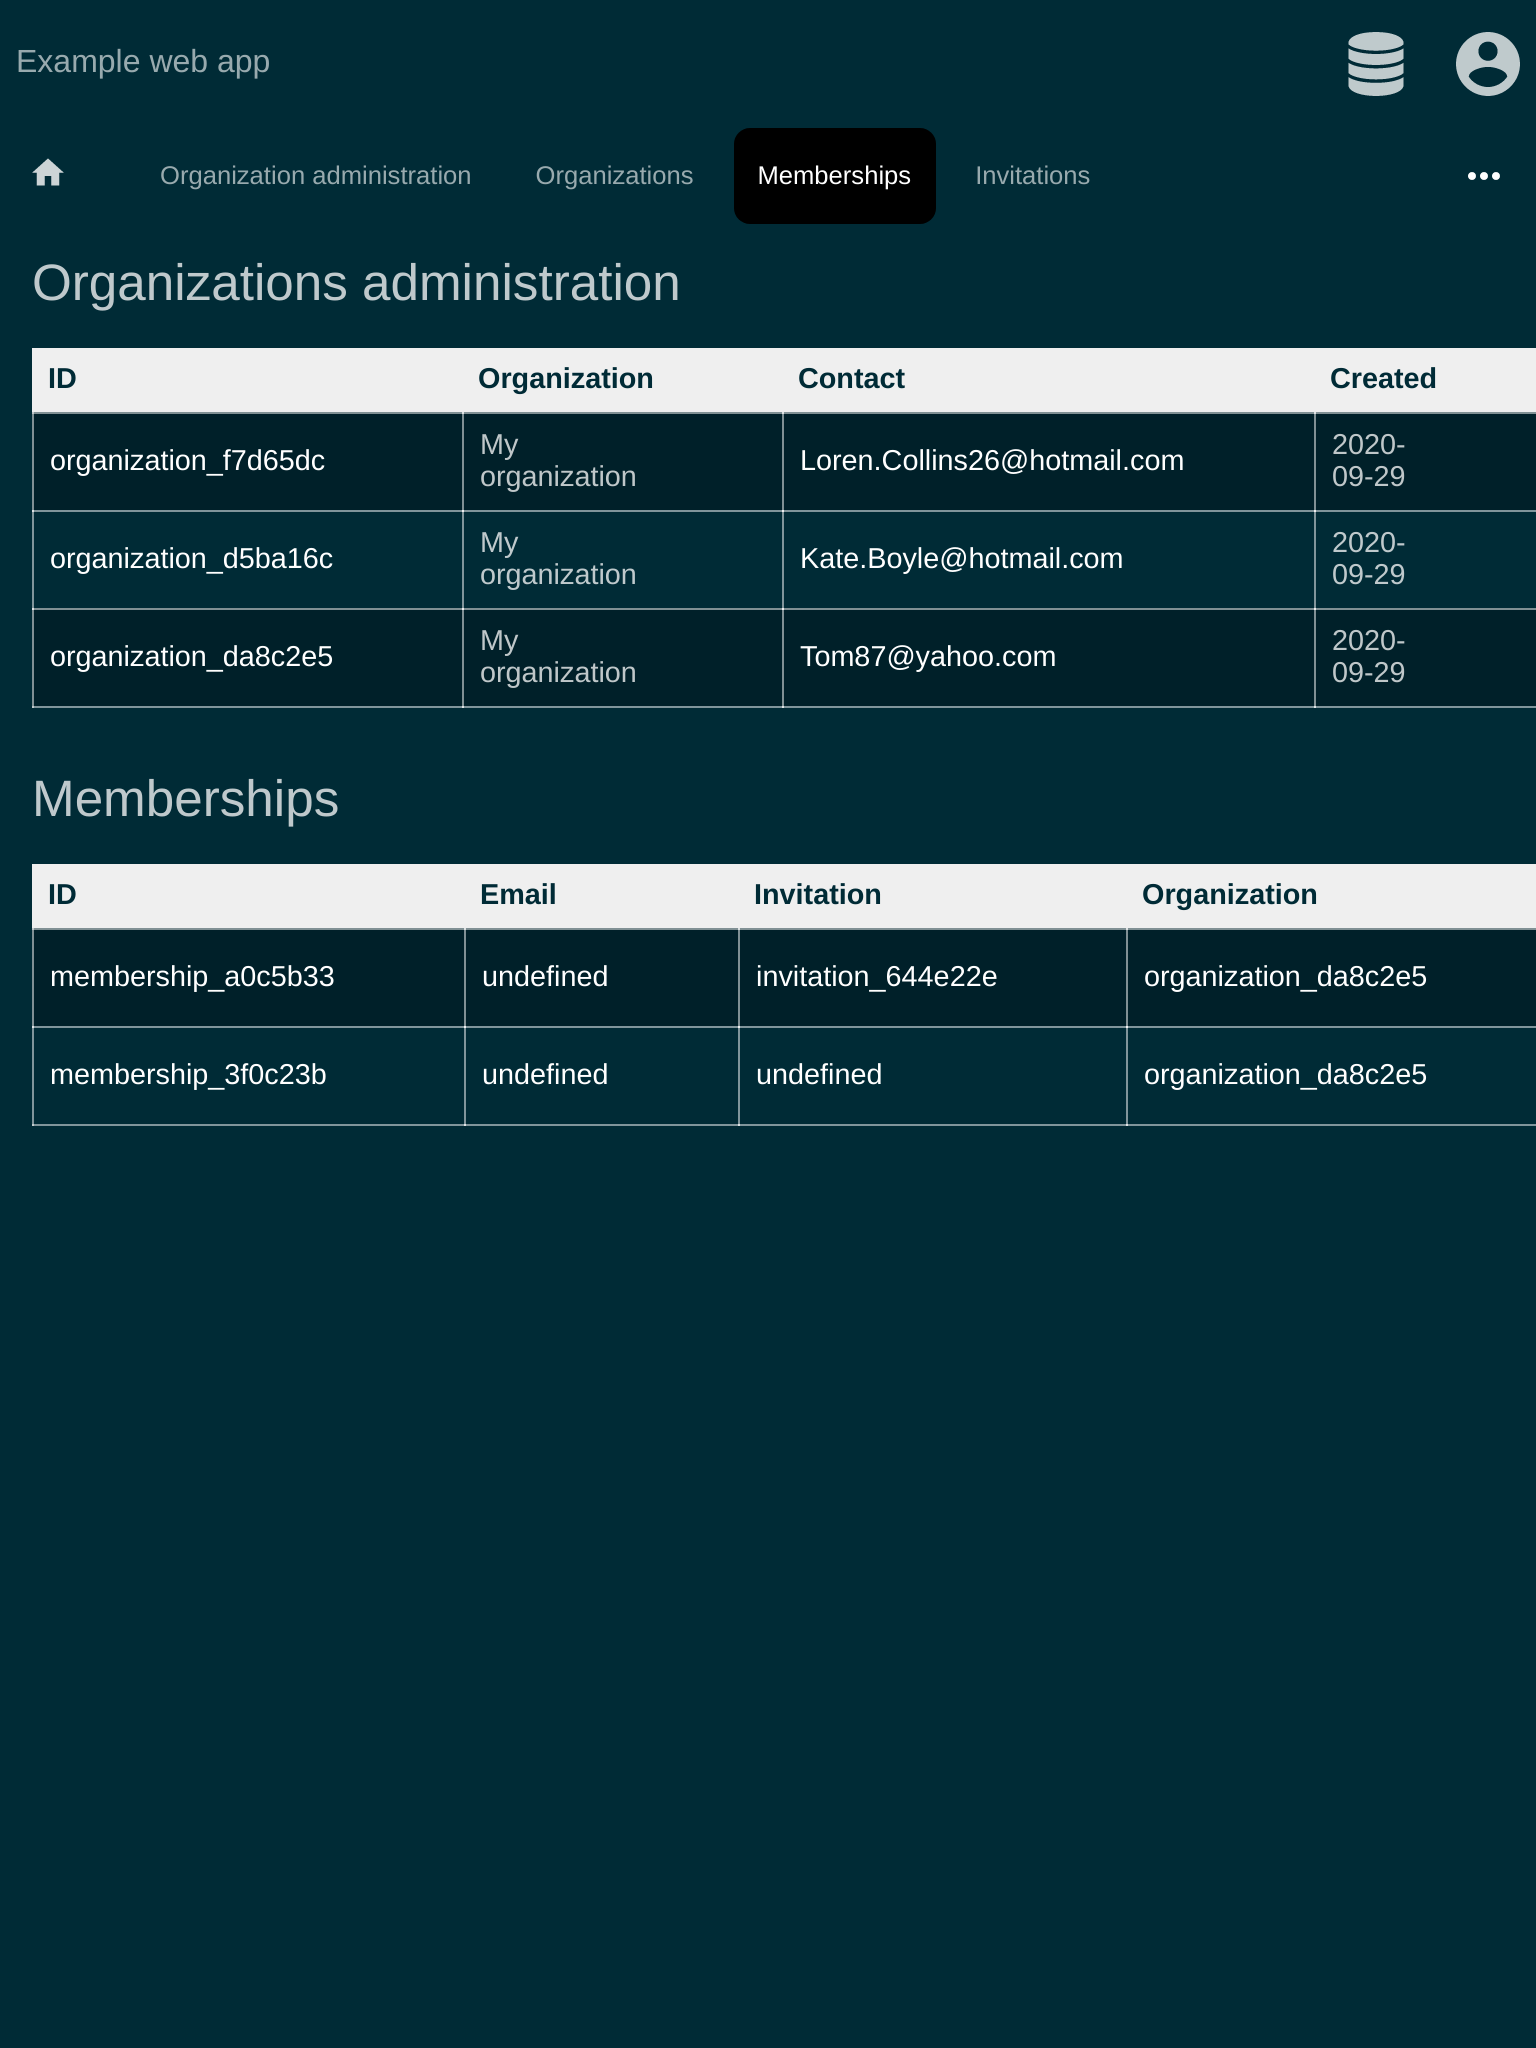 Example web app
Organization administration Organizations Memberships Invitations
Organizations administration
ID Organization Contact Created
organization_f7d65dc My organization Loren.Collins26@hotmail.com 2020-09-29
organization_d5ba16c My organization Kate.Boyle@hotmail.com 2020-09-29
organization_da8c2e5 My organization Tom87@yahoo.com 2020-09-29
Memberships
ID Email Invitation Organization
membership_a0c5b33 undefined invitation_644e22e organization_da8c2e5
membership_3f0c23b undefined undefined organization_da8c2e5